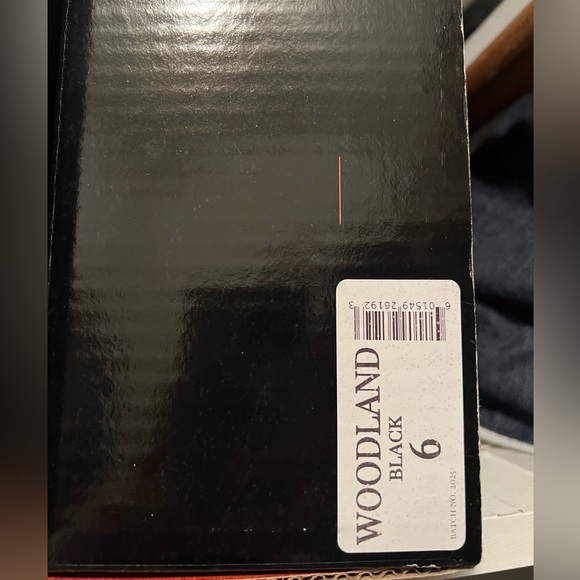 6 01549 26192 3
WOODLAND
BLACK
6
BATCH NO. 2025